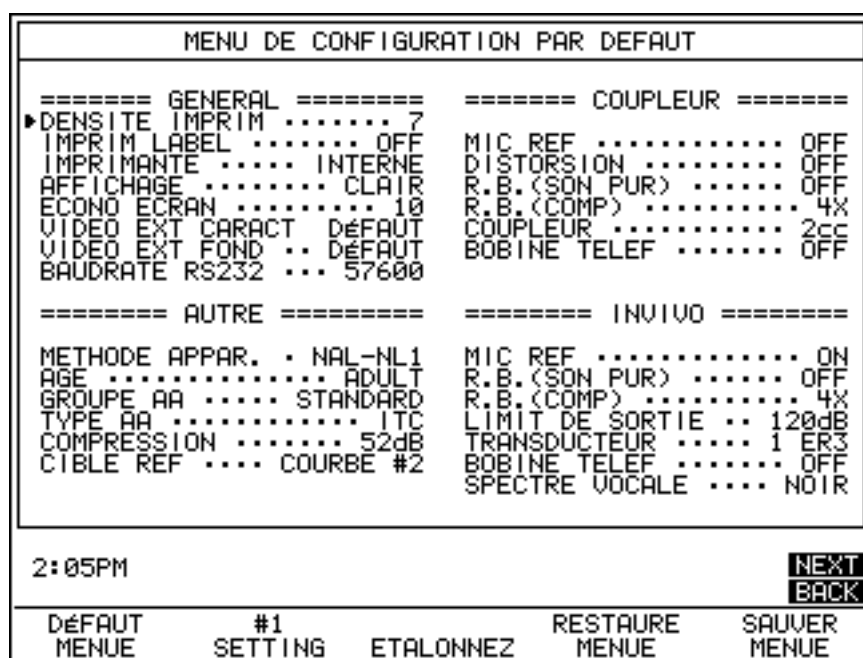 MENU DE CONFIGURATION PAR DEFAUT
======= GENERAL ========
▶DENSITE IMPRIM ······· 7
IMPRIM LABEL ······· OFF
IMPRIMANTE ····· INTERNE
AFFICHAGE ········ CLAIR
ECONO ECRAN ·········· 10
VIDEO EXT CARACT DéFAUT
VIDEO EXT FOND ·· DéFAUT
BAUDRATE RS232 ··· 57600
======= COUPLEUR =======
MIC REF ············ OFF
DISTORSION ········· OFF
R.B.(SON PUR) ······ OFF
R.B.(COMP) ·········· 4X
COUPLEUR ··········· 2cc
BOBINE TELEF ······· OFF
======== AUTRE =========
METHODE APPAR. · NAL-NL1
AGE ·············· ADULT
GROUPE AA ····· STANDARD
TYPE AA ············ ITC
COMPRESSION ······· 52dB
CIBLE REF ···· COURBE #2
======== INVIVO ========
MIC REF ············· ON
R.B.(SON PUR) ······ OFF
R.B.(COMP) ·········· 4X
LIMIT DE SORTIE ·· 120dB
TRANSDUCTEUR ····· 1 ER3
BOBINE TELEF ······· OFF
SPECTRE VOCALE ···· NOIR
2:05PM
NEXT
BACK
DéFAUT MENUE
#1 SETTING
ETALONNEZ
RESTAURE MENUE
SAUVER MENUE